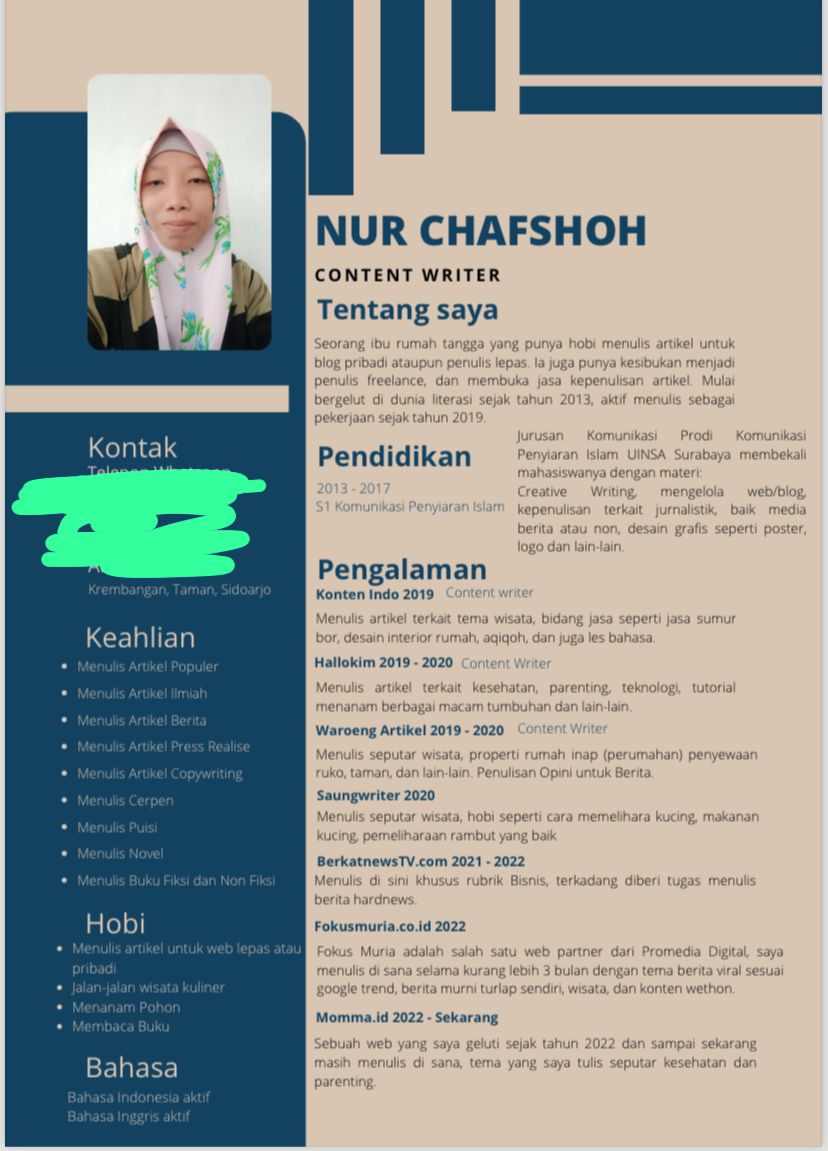 NUR CHAFSHOH
CONTENT WRITER
Tentang saya
Seorang ibu rumah tangga yang punya hobi menulis artikel untuk
blog pribadi ataupun penulis lepas. Ia juga punya kesibukan menjadi
penulis freelance, dan membuka jasa kepenulisan artikel. Mulai
bergelut di dunia literasi sejak tahun 2013, aktif menulis sebagai
pekerjaan sejak tahun 2019.
Pendidikan
2013 - 2017
S1 Komunikasi Penyiaran Islam
Jurusan Komunikasi Prodi Komunikasi
Penyiaran Islam UINSA Surabaya membekali
mahasiswanya dengan materi:
Creative Writing, mengelola web/blog,
kepenulisan terkait jurnalistik, baik media
berita atau non, desain grafis seperti poster,
logo dan lain-lain.
Pengalaman
Konten Indo 2019 Content writer
Menulis artikel terkait tema wisata, bidang jasa seperti jasa sumur
bor, desain interior rumah, aqiqoh, dan juga les bahasa.
Hallokim 2019 - 2020 Content Writer
Menulis artikel terkait kesehatan, parenting, teknologi, tutorial
menanam berbagai macam tumbuhan dan lain-lain.
Waroeng Artikel 2019 - 2020 Content Writer
Menulis seputar wisata, properti rumah inap (perumahan) penyewaan
ruko, taman, dan lain-lain. Penulisan Opini untuk Berita.
Saungwriter 2020
Menulis seputar wisata, hobi seperti cara memelihara kucing, makanan
kucing, pemeliharaan rambut yang baik
BerkatnewsTV.com 2021 - 2022
Menulis di sini khusus rubrik Bisnis, terkadang diberi tugas menulis
berita hardnews.
Fokusmuria.co.id 2022
Fokus Muria adalah salah satu web partner dari Promedia Digital, saya
menulis di sana selama kurang lebih 3 bulan dengan tema berita viral sesuai
google trend, berita murni turlap sendiri, wisata, dan konten wethon.
Momma.id 2022 - Sekarang
Sebuah web yang saya geluti sejak tahun 2022 dan sampai sekarang
masih menulis di sana, tema yang saya tulis seputar kesehatan dan
parenting.
Kontak
Telepon Whatsapp
Krembangan, Taman, Sidoarjo
Keahlian
Menulis Artikel Populer
Menulis Artikel Ilmiah
Menulis Artikel Berita
Menulis Artikel Press Realise
Menulis Artikel Copywriting
Menulis Cerpen
Menulis Puisi
Menulis Novel
Menulis Buku Fiksi dan Non Fiksi
Hobi
Menulis artikel untuk web lepas atau
pribadi
Jalan-jalan wisata kuliner
Menanam Pohon
Membaca Buku
Bahasa
Bahasa Indonesia aktif
Bahasa Inggris aktif